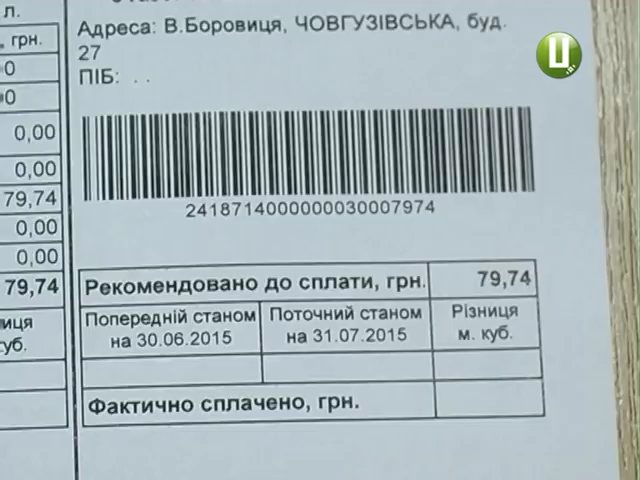 л.
, грн.
0
0
0,00
0,00
79,74
0,00
0,00
79,74
иця
уб.
Адреса: В.Боровиця, ЧОВГУЗІВСЬКА, буд.
27
ПІБ: . .
2418714000000030007974
Рекомендовано до сплати, грн. 79,74
Попередній станом Поточний станом Різниця
на 30.06.2015 на 31.07.2015 м. куб.
Фактично сплачено, грн.
Ц